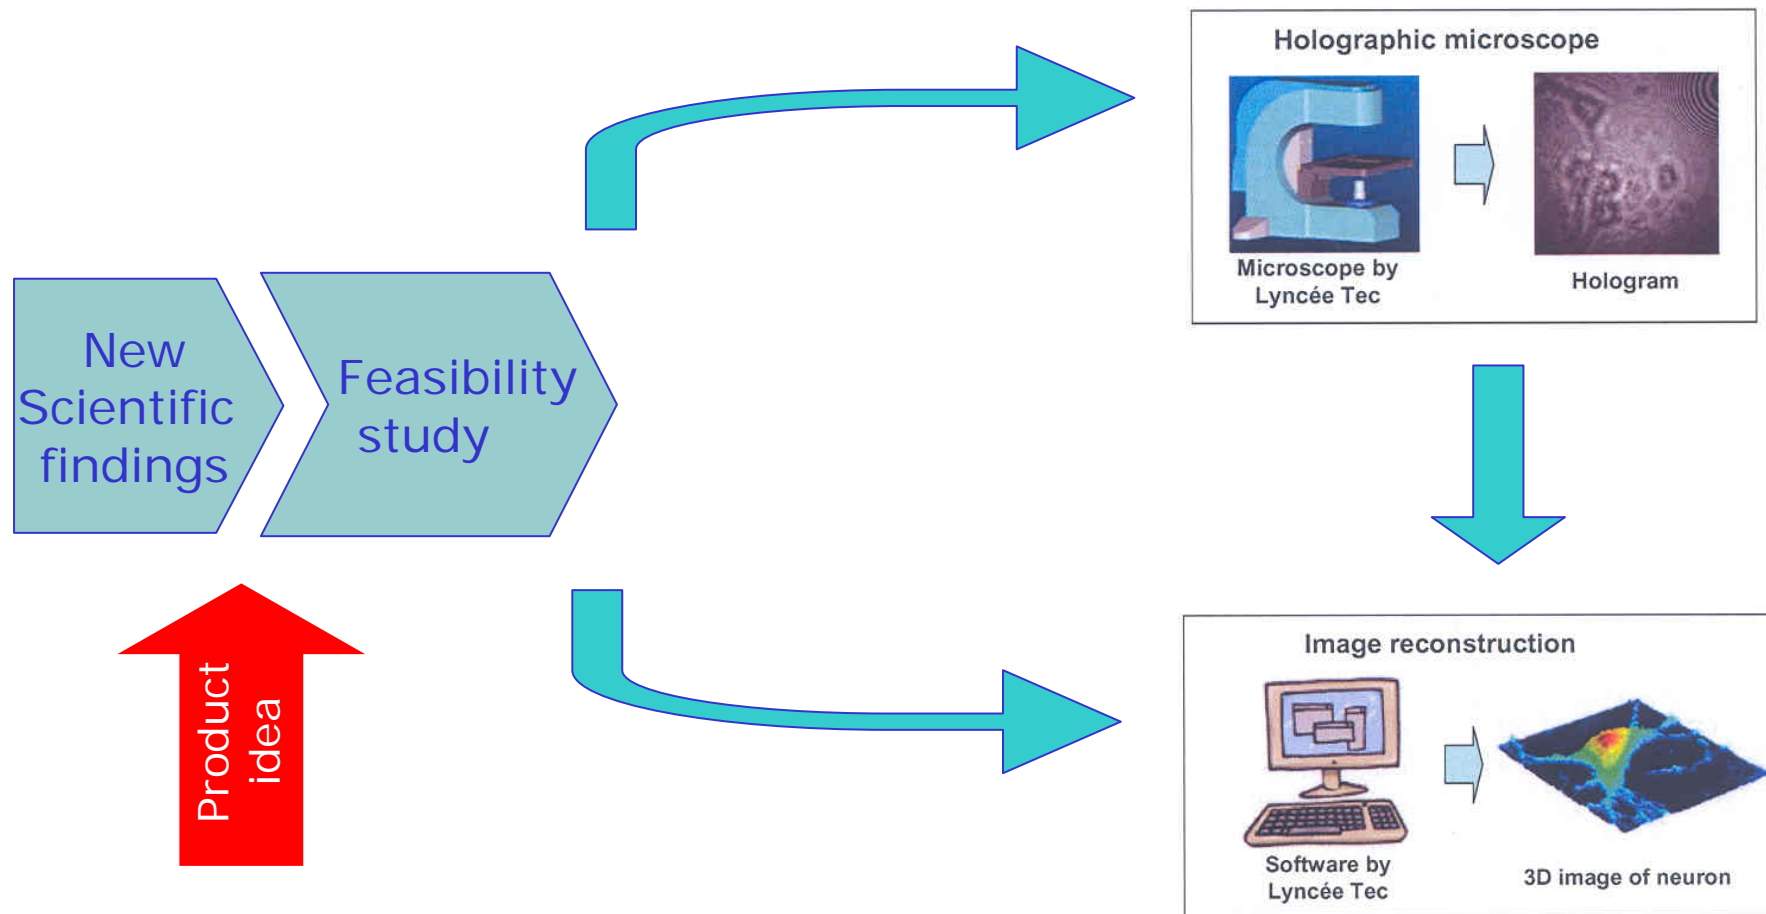 New
Scientific
findings
Feasibility
study
Product
idea
Holographic microscope
Microscope by
Lyncée Tec
Hologram
Image reconstruction
Software by
Lyncée Tec
3D image of neuron